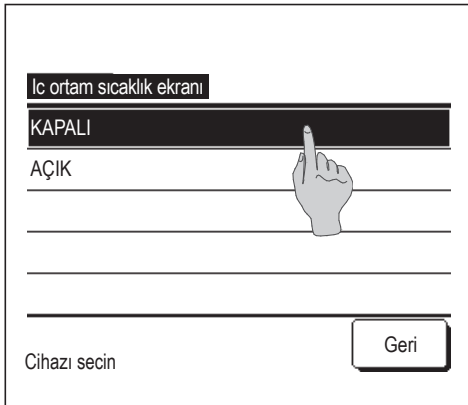 Ic ortam sıcaklık ekranı
KAPALI
AÇIK
Geri
Cihazı secin